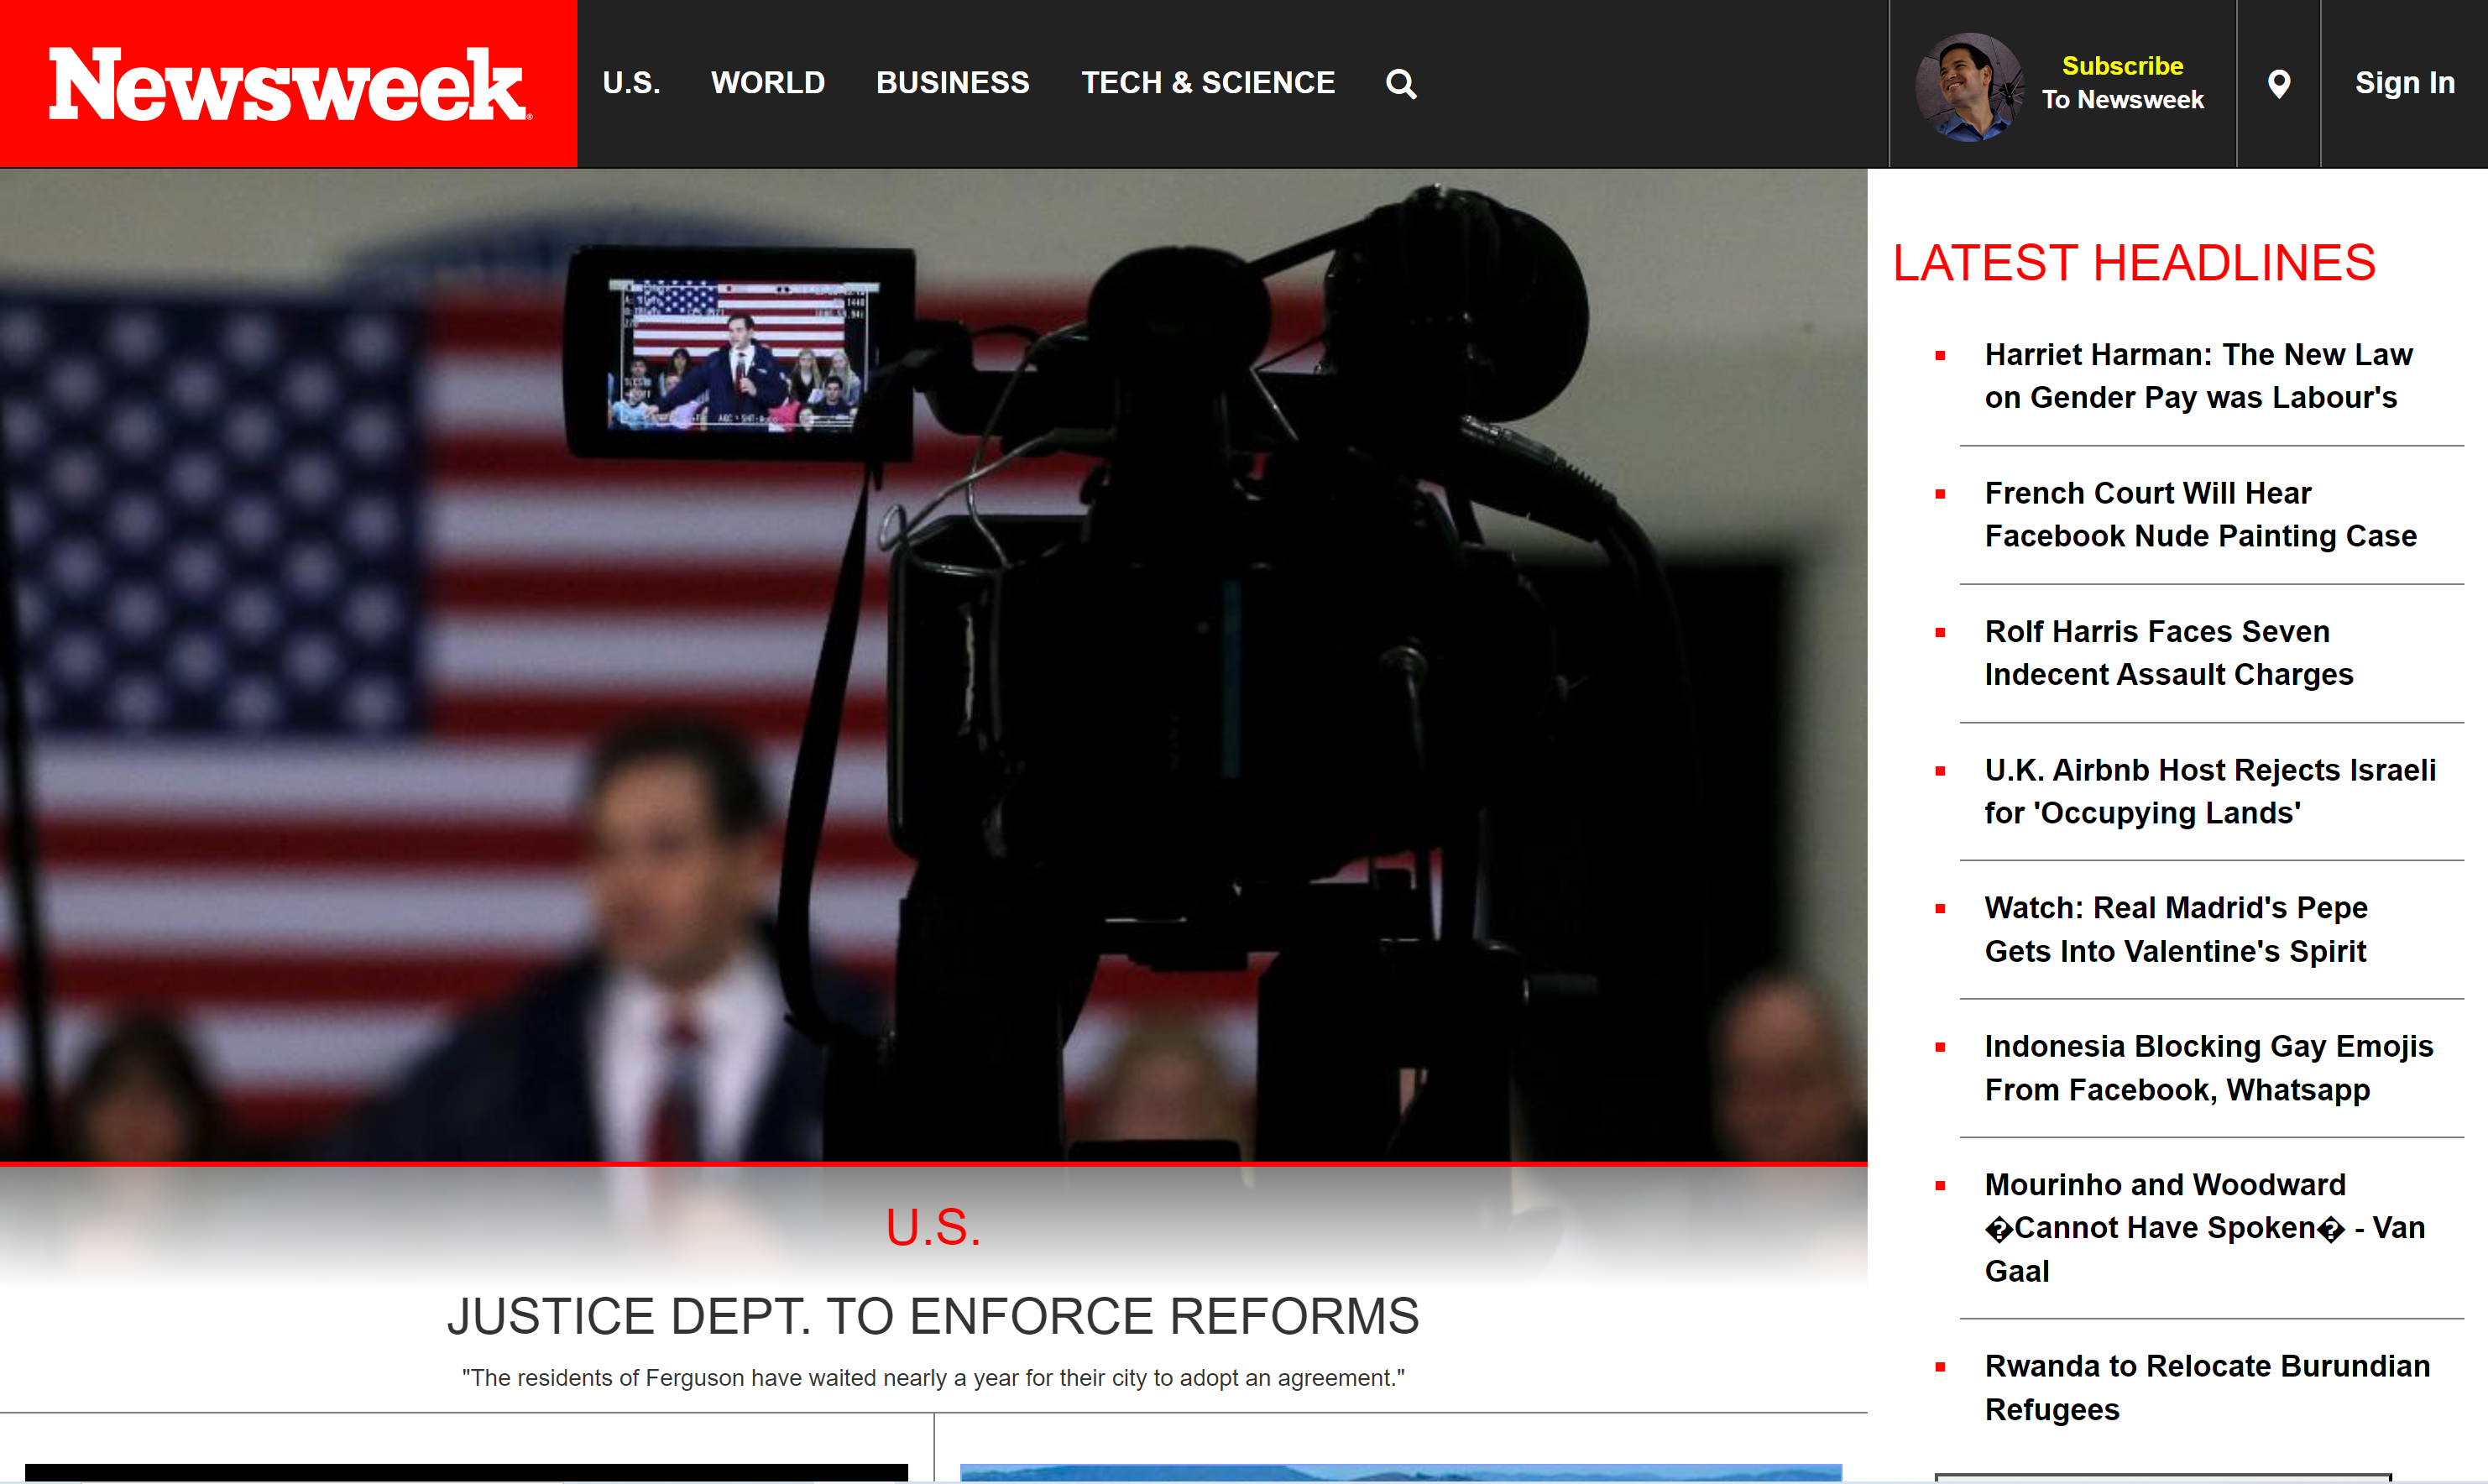 Newsweek
U.S. WORLD BUSINESS TECH & SCIENCE
Subscribe
To Newsweek
Sign In
LATEST HEADLINES
Harriet Harman: The New Law
on Gender Pay was Labour's
French Court Will Hear
Facebook Nude Painting Case
Rolf Harris Faces Seven
Indecent Assault Charges
U.K. Airbnb Host Rejects Israeli
for 'Occupying Lands'
Watch: Real Madrid's Pepe
Gets Into Valentine's Spirit
Indonesia Blocking Gay Emojis
From Facebook, Whatsapp
Mourinho and Woodward
�Cannot Have Spoken� - Van
Gaal
Rwanda to Relocate Burundian
Refugees
U.S.
JUSTICE DEPT. TO ENFORCE REFORMS
"The residents of Ferguson have waited nearly a year for their city to adopt an agreement."